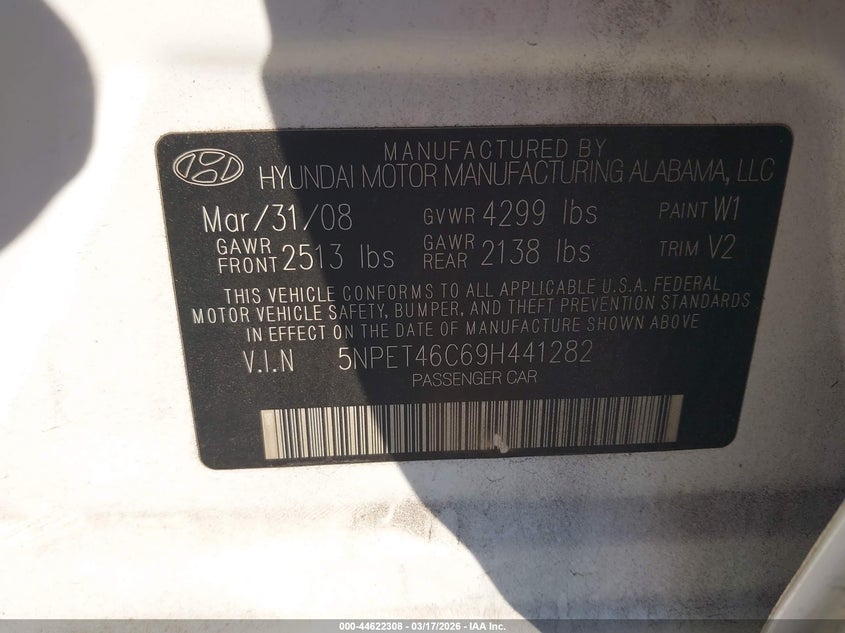 MANUFACTURED BY
HYUNDAI MOTOR MANUFACTURING ALABAMA, LLC
Mar/31/08 GVWR 4299 lbs PAINT W1
GAWR FRONT 2513 lbs GAWR REAR 2138 lbs TRIM V2
THIS VEHICLE CONFORMS TO ALL APPLICABLE U.S.A. FEDERAL
MOTOR VEHICLE SAFETY, BUMPER, AND THEFT PREVENTION STANDARDS
IN EFFECT ON THE DATE OF MANUFACTURE SHOWN ABOVE
V.I.N 5NPET46C69H441282
PASSENGER CAR
000-44622308 - 03/17/2026 - IAA Inc.